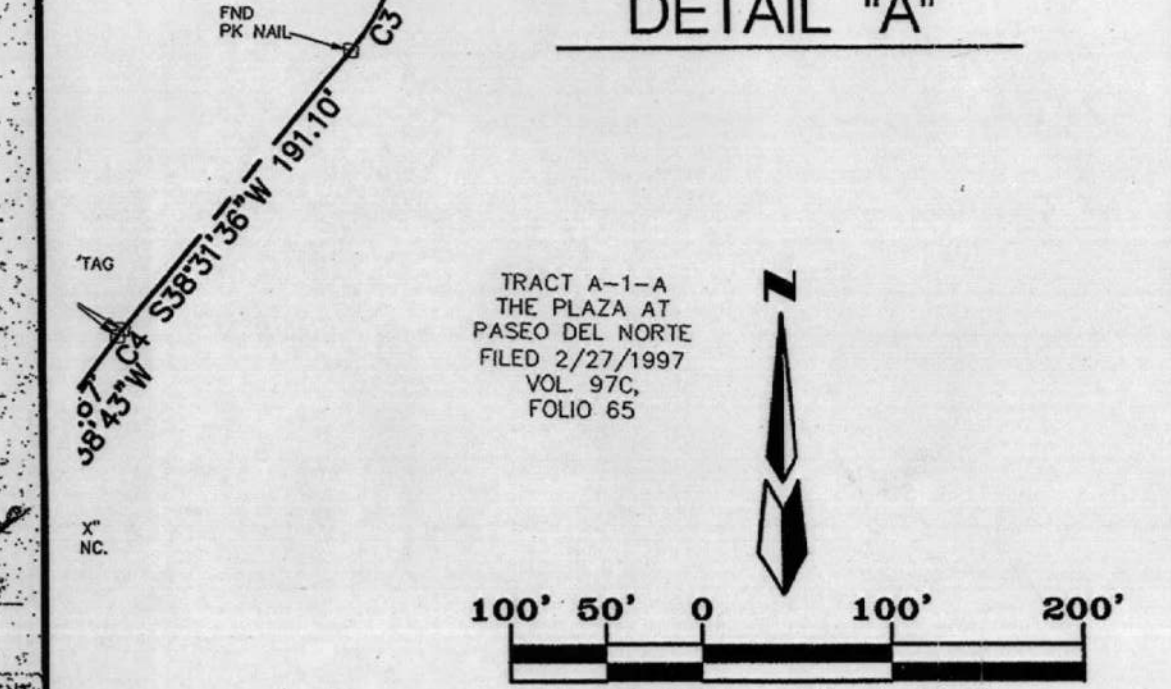 DETAIL "A"
FND
PK NAIL
C3
S38°31'36"W 191.10'
'TAG
C4
38'43"W
X"
NC.
TRACT A-1-A
THE PLAZA AT
PASEO DEL NORTE
FILED 2/27/1997
VOL. 97C,
FOLIO 65
N
100' 50' 0 100' 200'